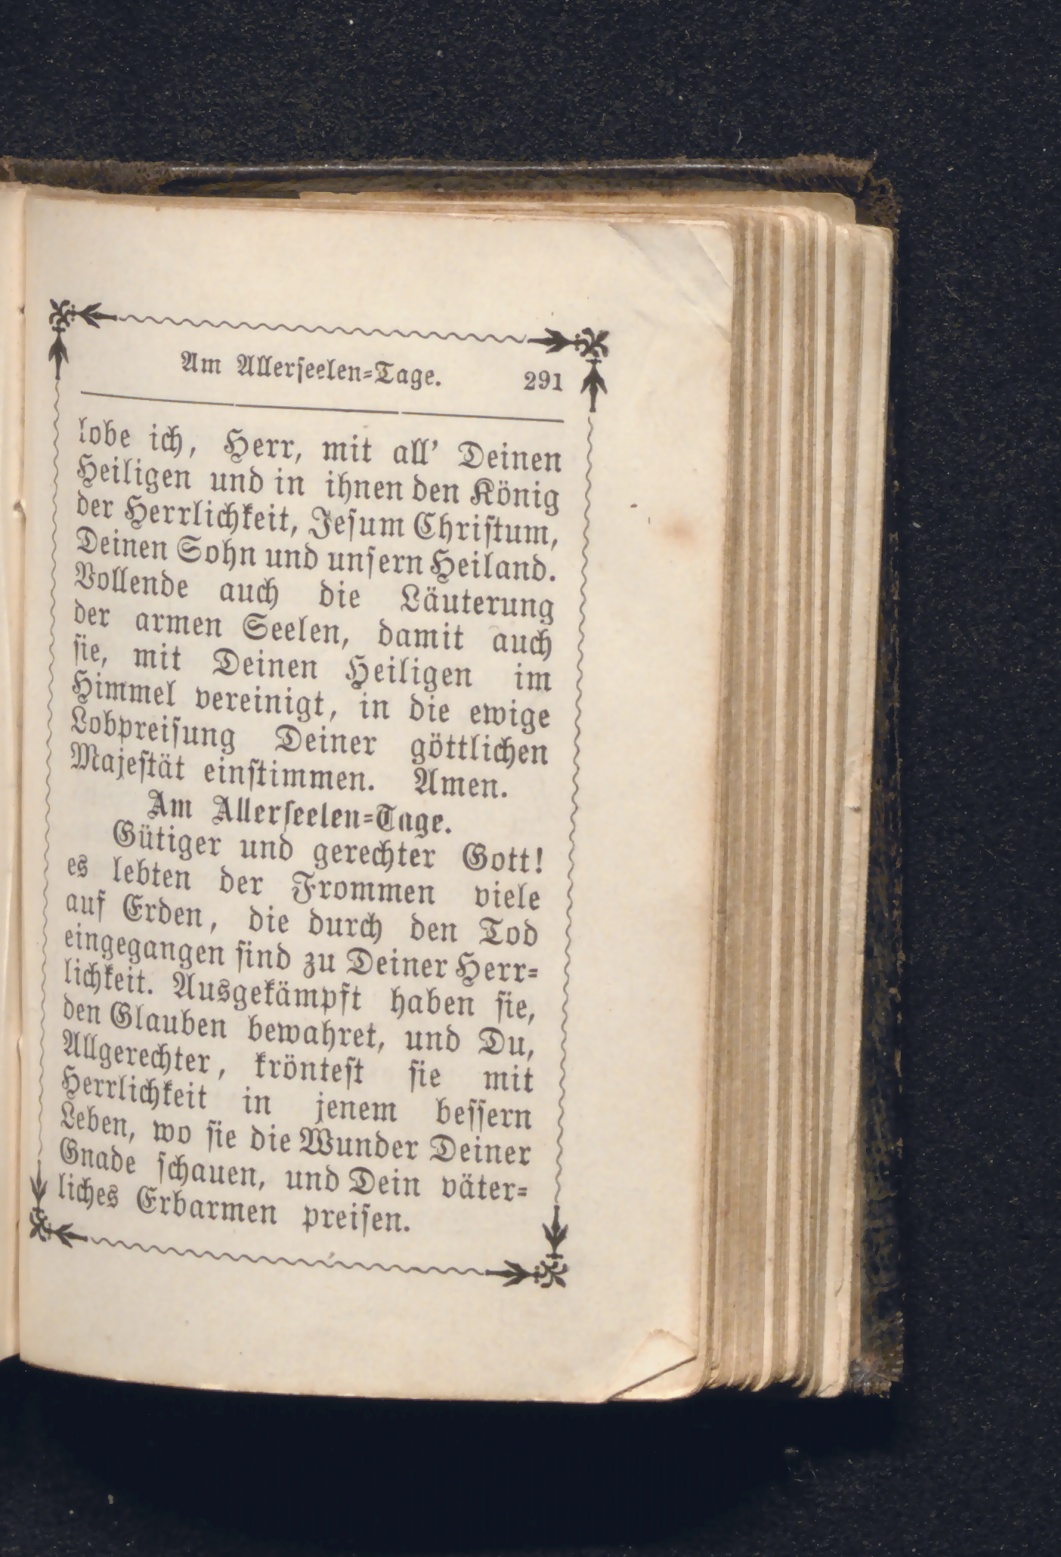 Am Allerseelen-Tage. 291
lobe ich, Herr, mit all' Deinen
Heiligen und in ihnen den König
der Herrlichkeit, Jesum Christum,
Deinen Sohn und unsern Heiland.
Vollende auch die Läuterung
der armen Seelen, damit auch
sie, mit Deinen Heiligen im
Himmel vereinigt, in die ewige
Lobpreisung Deiner göttlichen
Majestät einstimmen. Amen.
Am Allerseelen-Tage.
Gütiger und gerechter Gott!
es lebten der Frommen viele
auf Erden, die durch den Tod
eingegangen sind zu Deiner Herr-
lichkeit. Ausgekämpft haben sie,
den Glauben bewahret, und Du,
Allgerechter, kröntest sie mit
Herrlichkeit in jenem bessern
Leben, wo sie die Wunder Deiner
Gnade schauen, und Dein väter-
liches Erbarmen preisen.